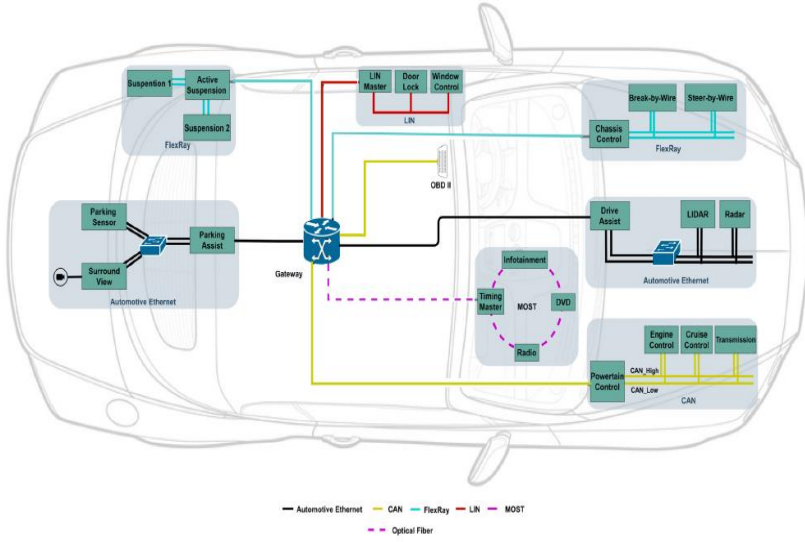 Suspention 1
Active
Suspension
Suspension 2
FlexRay
LIN
Master
Door
Lock
Window
Control
LIN
Break-by-Wire
Steer-by-Wire
Chassis
Control
FlexRay
OBD II
Parking
Sensor
Parking
Assist
Surround
View
Automotive Ethernet
Gateway
Drive
Assist
LIDAR
Radar
Automotive Ethernet
Infotainment
Timing
Master
MOST
DVD
Radio
Engine
Control
Cruise
Control
Transmission
Powertain
Control
CAN_High
CAN_Low
CAN
Automotive Ethernet
CAN
FlexRay
LIN
MOST
Optical Fiber